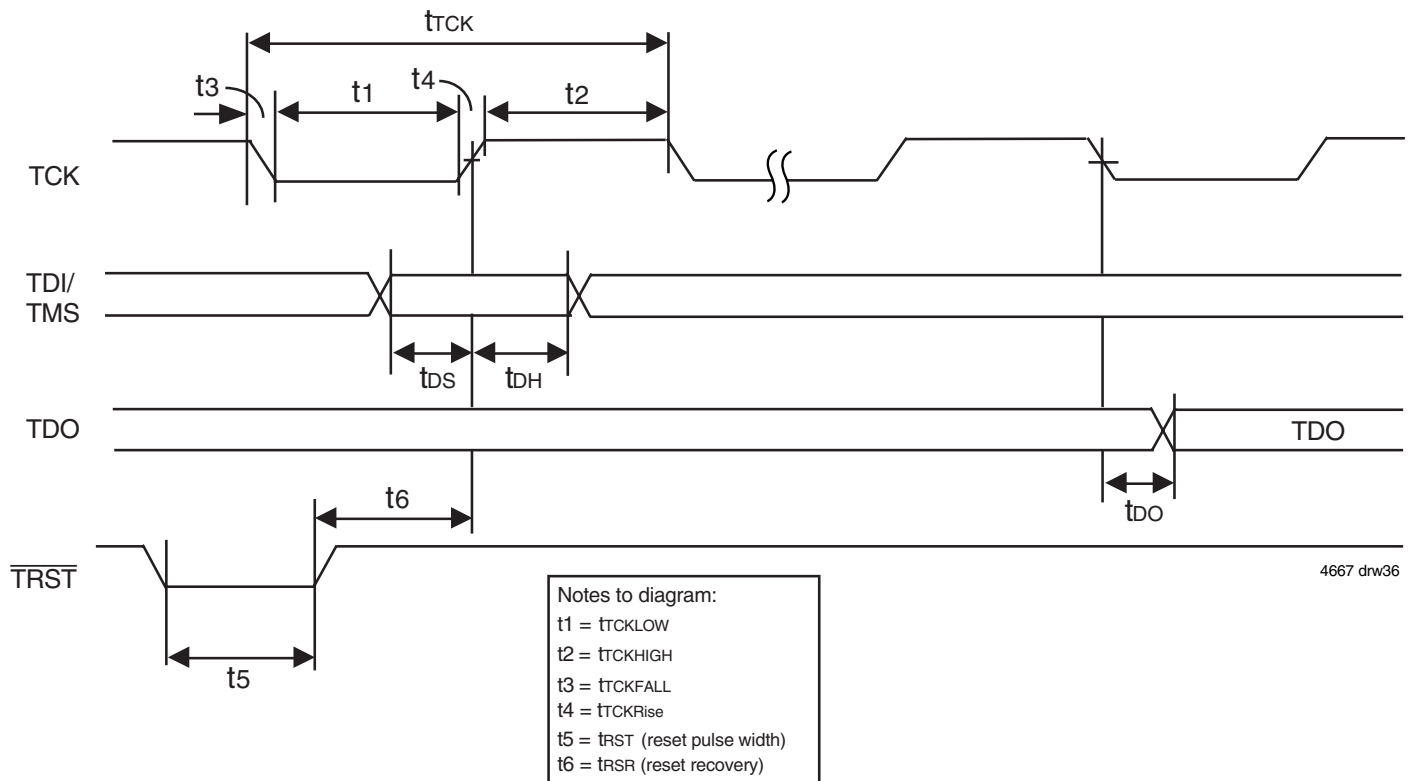 tTCK
t3
t1
t4
t2
TCK
TDI/
TMS
tDS
tDH
TDO
TDO
t6
tDO
TRST
4667 drw36
t5
Notes to diagram:
t1 = tTCKLOW
t2 = tTCKHIGH
t3 = tTCKFALL
t4 = tTCKRise
t5 = tRST (reset pulse width)
t6 = tRSR (reset recovery)